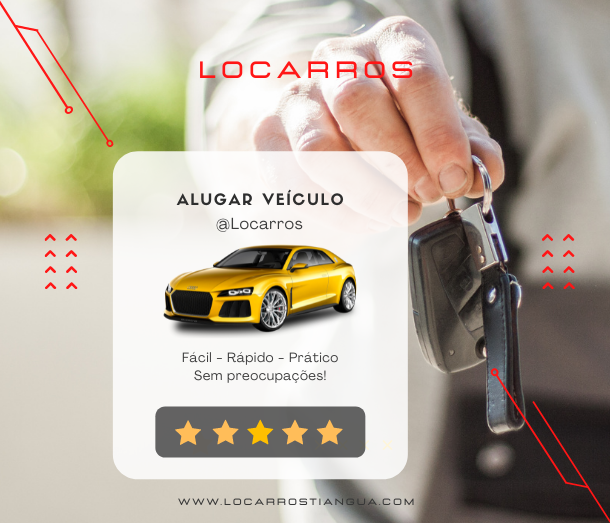 LOCARROS
ALUGAR VEÍCULO
@Locarros
Fácil - Rápido - Prático
Sem preocupações!
WWW.LOCARROSTIANGUA.COM